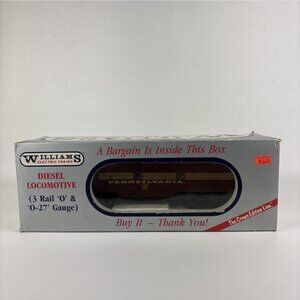 WILLIAMS
ELECTRIC TRAINS
A Bargain Is Inside This Box
DIESEL
LOCOMOTIVE
(3 Rail 'O' &
'O-27' Gauge)
PENNSYLVANIA
Buy It – Thank You!
The Crown Edition Line